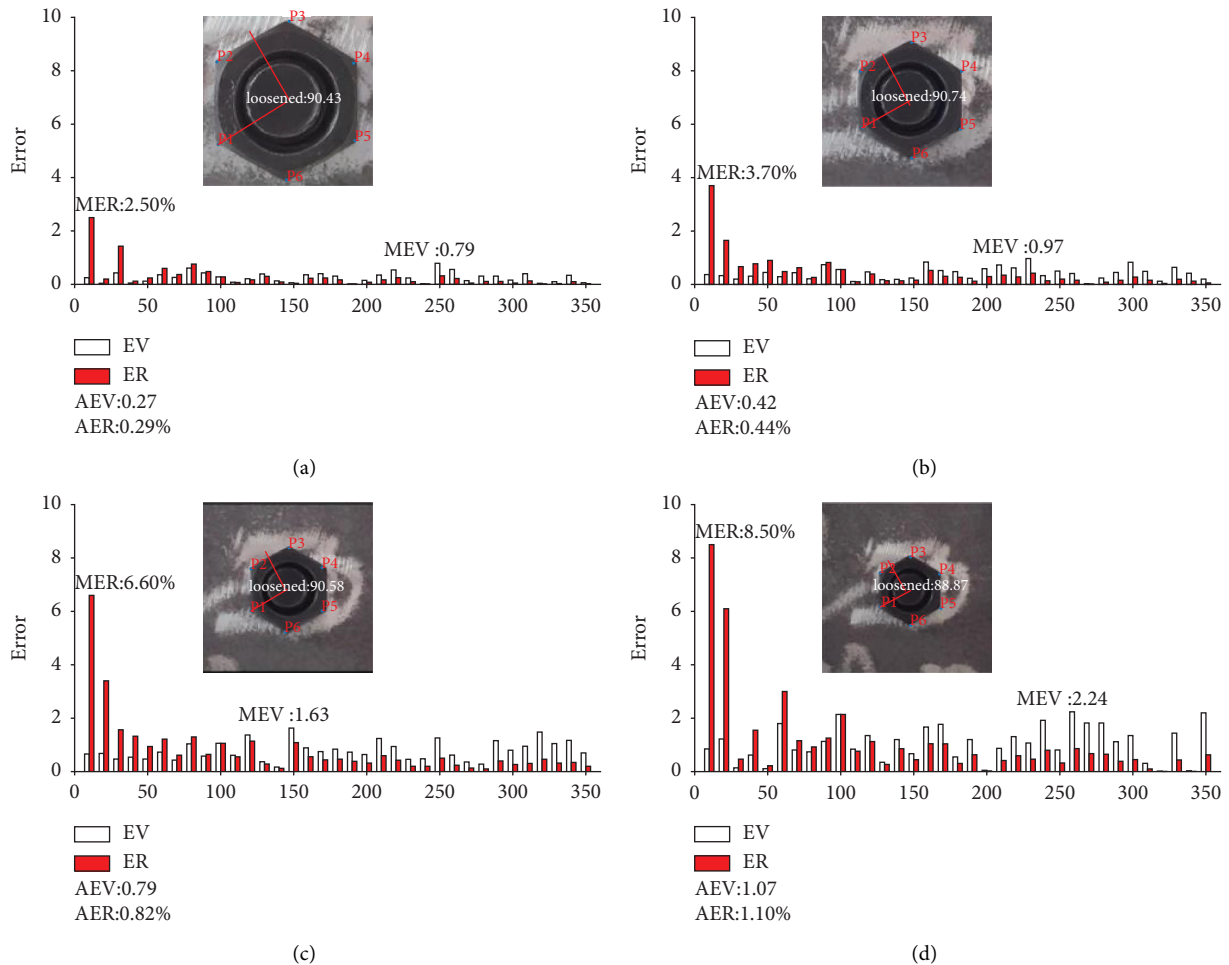 10
8
6
4
2
0
Error
P3
P2
P4
loosened:90.43
P1
P5
P6
MER:2.50%
MEV :0.79
0 50 100 150 200 250 300 350
EV
ER
AEV:0.27
AER:0.29%
(a)
10
8
6
4
2
0
Error
P3
P2
P4
loosened:90.74
P1
P5
P6
MER:3.70%
MEV :0.97
0 50 100 150 200 250 300 350
EV
ER
AEV:0.42
AER:0.44%
(b)
10
8
6
4
2
0
Error
P3
P2
P4
loosened:90.58
P1
P5
P6
MER:6.60%
MEV :1.63
0 50 100 150 200 250 300 350
EV
ER
AEV:0.79
AER:0.82%
(c)
10
8
6
4
2
0
Error
P3
P2
P4
loosened:88.87
P1
P5
P6
MER:8.50%
MEV :2.24
0 50 100 150 200 250 300 350
EV
ER
AEV:1.07
AER:1.10%
(d)